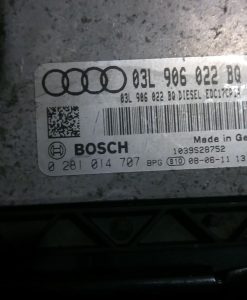 03L 906 022 BQ
03L 906 022 BQ DIESEL EDC17CP14
Made in Ge
BOSCH 1039S28752
0 281 014 707 BPG 08-06-11 13